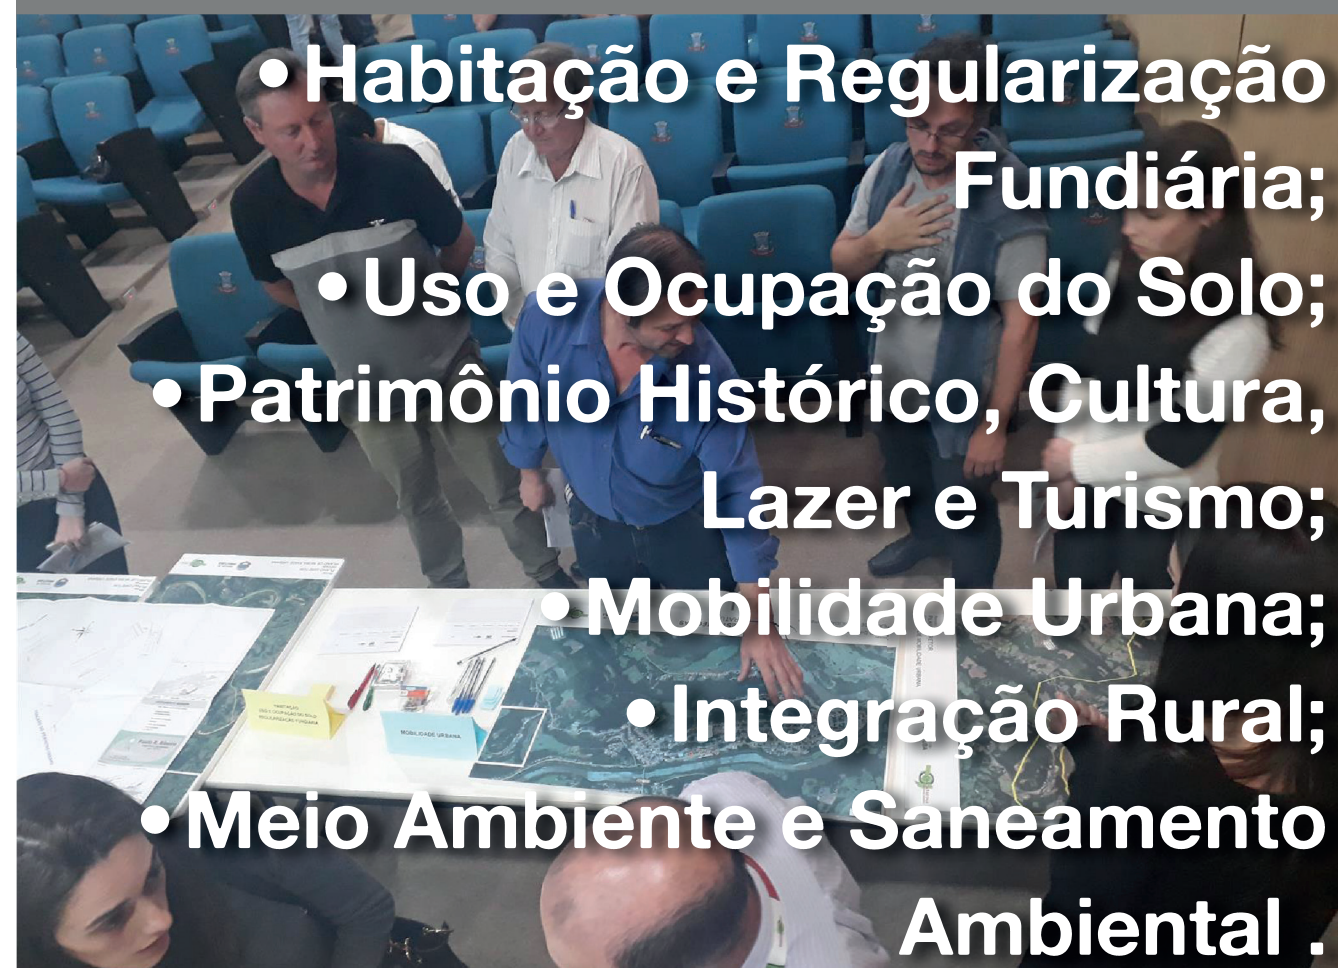 •Habitação e Regularização
Fundiária;
•Uso e Ocupação do Solo;
•Patrimônio Histórico, Cultura,
Lazer e Turismo;
•Mobilidade Urbana;
•Integração Rural;
•Meio Ambiente e Saneamento
Ambiental .
MOBILIDADE URBANA